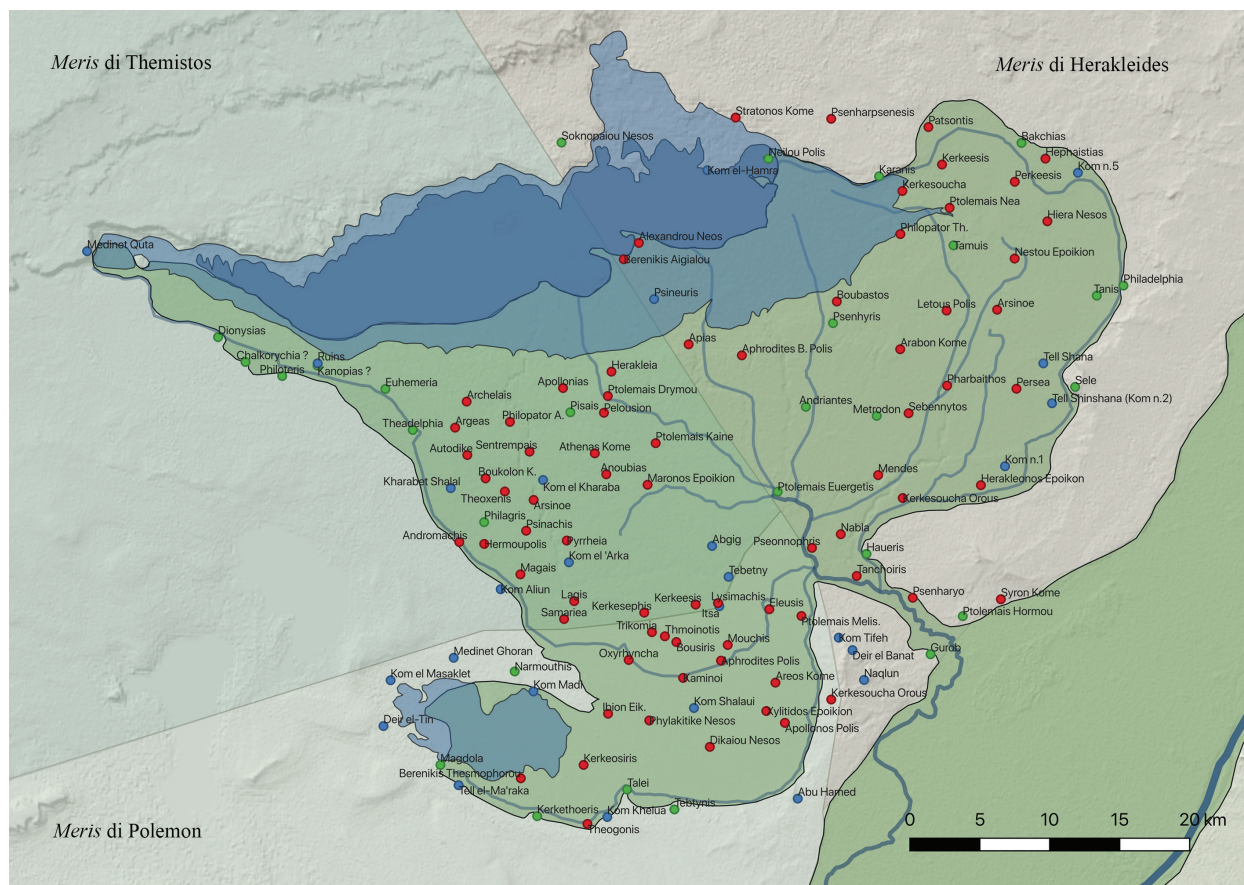 Meris di Themistos
Meris di Herakleides
Stratonos Kome
Psenharpsenesis
Patsontis
Soknopaiou Nesos
Bakchias
Neilou Polis
Kerkeesis
Hephaistias
Kom el-Hamra
Karanis
Kom n.5
Kerkesoucha
Perkeesis
Ptolemais Nea
Hiera Nesos
Philopator Th.
Alexandrou Neos
Medinet Quta
Tamuis
Nestou Epoikion
Berenikis Aigialou
Philadelphia
Tanis
Psineuris
Boubastos
Letous Polis
Arsinoe
Psenhyris
Dionysias
Apias
Arabon Kome
Aphrodites B. Polis
Chalkorychia ?
Ruins
Tell Shana
Philoteris
Kanopias ?
Herakleia
Euhemeria
Apollonias
Ptolemais Drymou
Pharbaithos
Persea
Sele
Archelais
Tell Shinshana (Kom n.2)
Philopator A.
Pisais
Pelousion
Andriantes
Metrodon
Sebennytos
Theadelphia
Argeas
Ptolemais Kaine
Autodike
Sentrempais
Athenas Kome
Kom n.1
Boukolon K.
Anoubias
Mendes
Kharabet Shalal
Kom el Kharaba
Maronos Epoikion
Herakleonos Epoikon
Theoxenis
Ptolemais Euergetis
Arsinoe
Kerkesoucha Orous
Philagris
Psinachis
Andromachis
Hermoupolis
Pyrrheia
Abgig
Pseonnophris
Nabla
Kom el 'Arka
Haueris
Magais
Tebetny
Tanchoiris
Kom Aliun
Lagis
Kerkeesis
Lysimachis
Eleusis
Psenharyo
Syron Kome
Samariea
Kerkesephis
Itsa
Ptolemais Melis.
Ptolemais Hormou
Trikomia
Thmoinotis
Mouchis
Kom Tifeh
Bousiris
Medinet Ghoran
Oxyrhyncha
Aphrodites Polis
Deir el Banat
Gurob
Kom el Masaklet
Narmouthis
Kaminoi
Areos Kome
Naqlun
Kom Madi
Kerkesoucha Orous
Kom Shalaui
Deir el-Tin
Ibion Eik.
Phylakitike Nesos
Xylitidos Epoikion
Apollonos Polis
Dikaiou Nesos
Magdola
Kerkeosiris
Berenikis Thesmophorou
Tell el-Ma'raka
Talei
Abu Hamed
Kerkethoeris
Kom Khelua
Tebtynis
Theogonis
Meris di Polemon
0 5 10 15 20 km